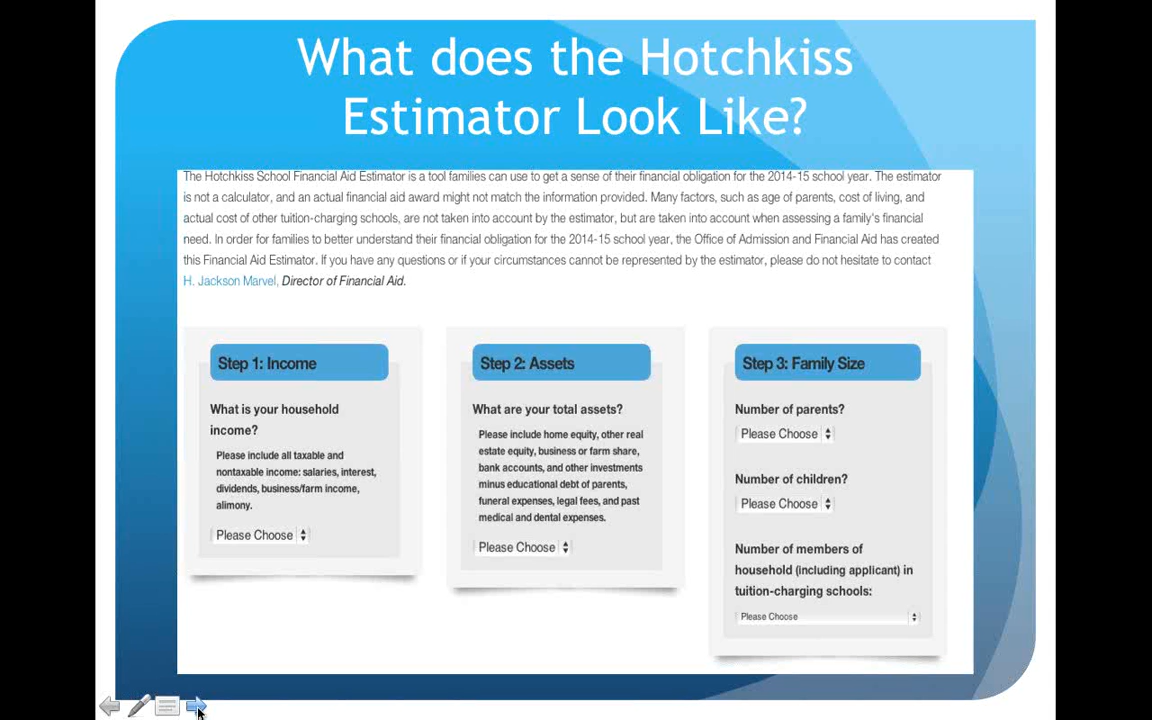 What does the Hotchkiss
Estimator Look Like?
The Hotchkiss School Financial Aid Estimator is a tool families can use to get a sense of their financial obligation for the 2014-15 school year. The estimator
is not a calculator, and an actual financial aid award might not match the information provided. Many factors, such as age of parents, cost of living, and
actual cost of other tuition-charging schools, are not taken into account by the estimator, but are taken into account when assessing a family's financial
need. In order for families to better understand their financial obligation for the 2014-15 school year, the Office of Admission and Financial Aid has created
this Financial Aid Estimator. If you have any questions or if your circumstances cannot be represented by the estimator, please do not hesitate to contact
H. Jackson Marvel, Director of Financial Aid.
Step 1: Income
What is your household
income?
Please include all taxable and
nontaxable income: salaries, interest,
dividends, business/farm income,
alimony.
Please Choose
Step 2: Assets
What are your total assets?
Please include home equity, other real
estate equity, business or farm share,
bank accounts, and other investments
minus educational debt of parents,
funeral expenses, legal fees, and past
medical and dental expenses.
Please Choose
Step 3: Family Size
Number of parents?
Please Choose
Number of children?
Please Choose
Number of members of
household (including applicant) in
tuition-charging schools:
Please Choose